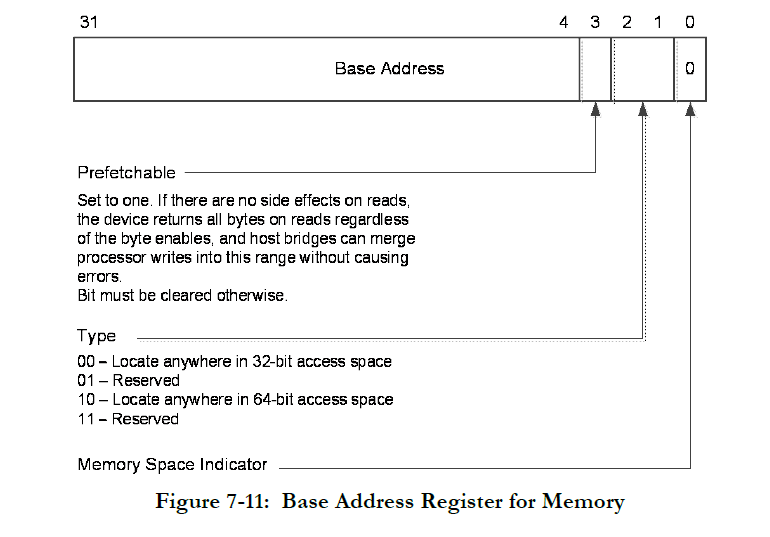 31 4 3 2 1 0
Base Address 0
Prefetchable
Set to one. If there are no side effects on reads,
the device returns all bytes on reads regardless
of the byte enables, and host bridges can merge
processor writes into this range without causing
errors.
Bit must be cleared otherwise.
Type
00 – Locate anywhere in 32-bit access space
01 – Reserved
10 – Locate anywhere in 64-bit access space
11 – Reserved
Memory Space Indicator
Figure 7-11: Base Address Register for Memory